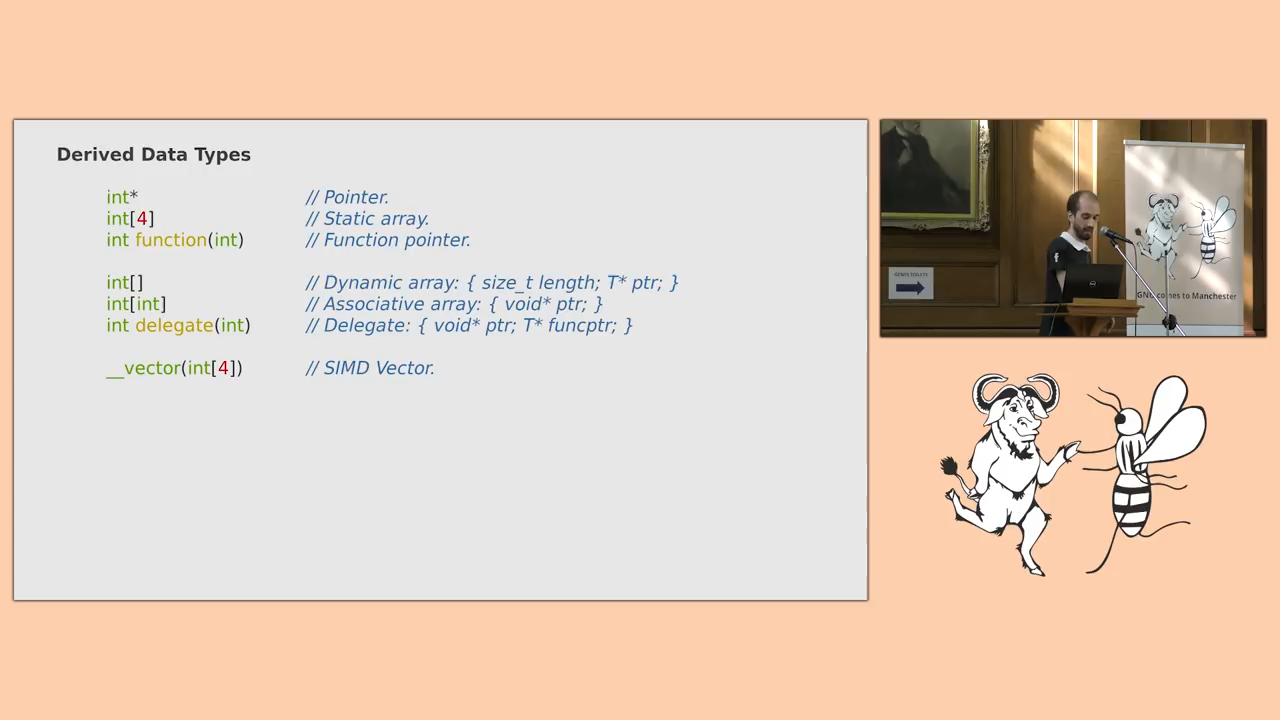 Derived Data Types
int* // Pointer.
int[4] // Static array.
int function(int) // Function pointer.
int[] // Dynamic array: { size_t length; T* ptr; }
int[int] // Associative array: { void* ptr; }
int delegate(int) // Delegate: { void* ptr; T* funcptr; }
__vector(int[4]) // SIMD Vector.
GENTS TOILETS
GNU comes to Manchester